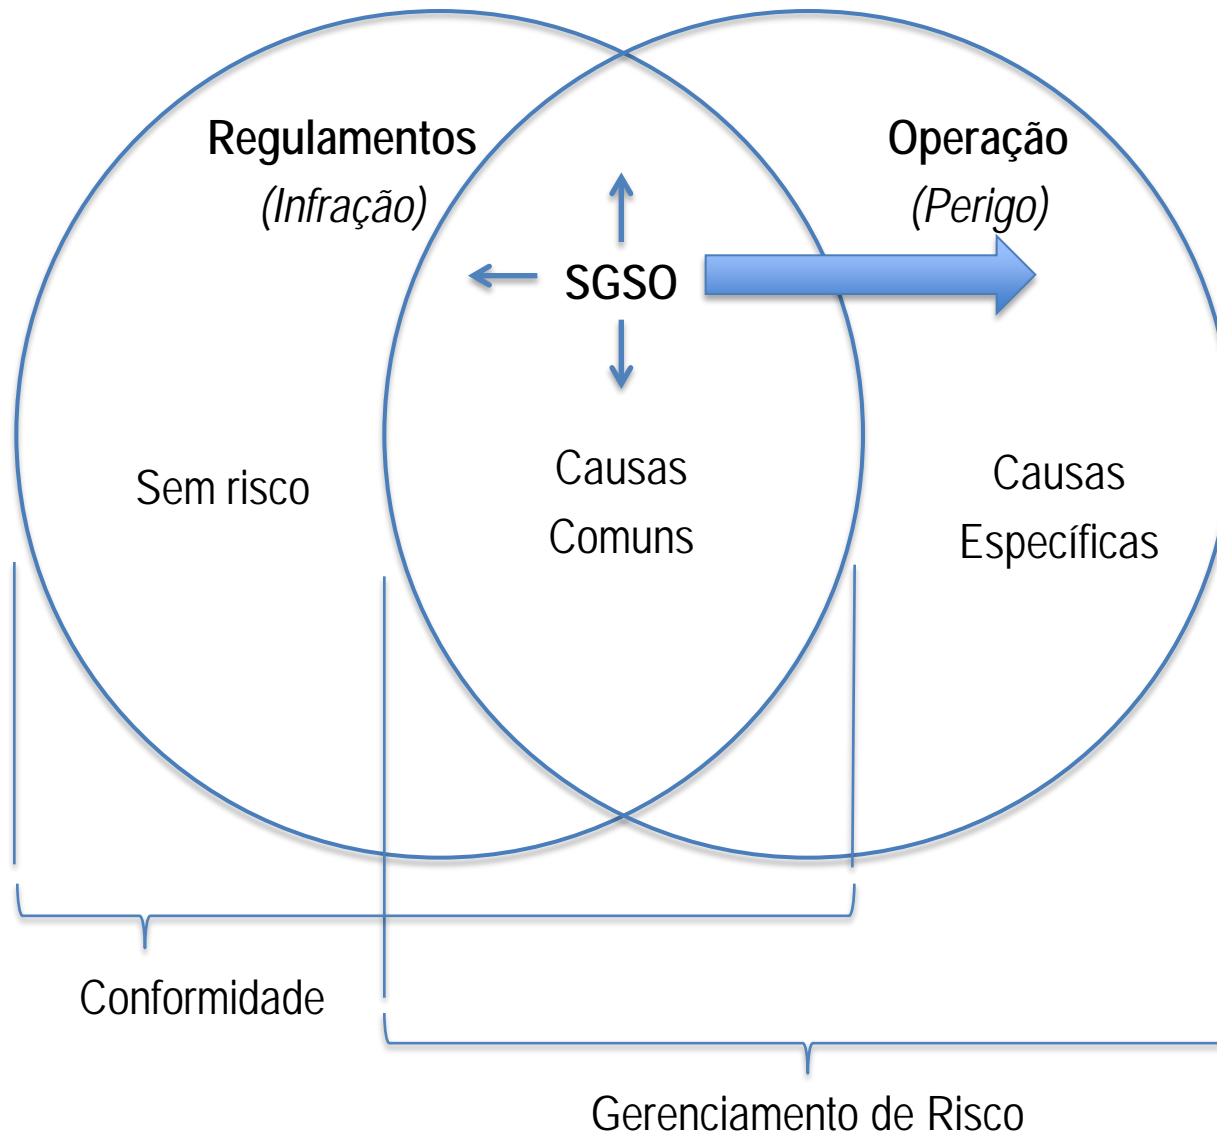 Regulamentos
(Infração)
Operação
(Perigo)
SGSO
Sem risco
Causas
Comuns
Causas
Específicas
Conformidade
Gerenciamento de Risco